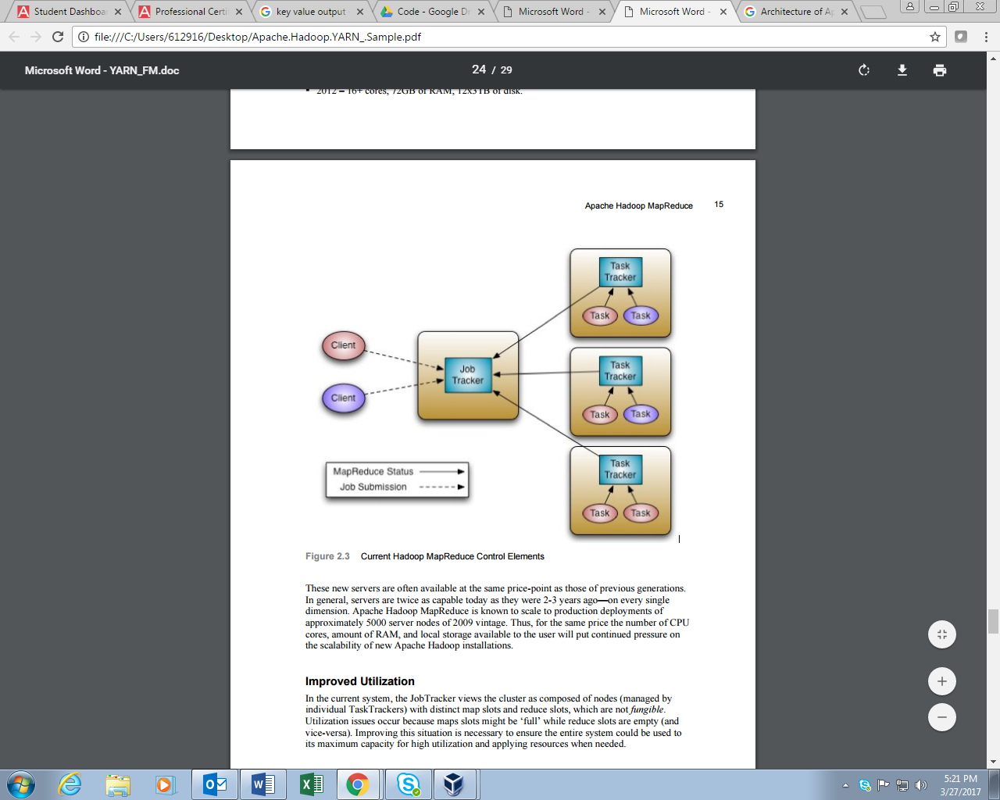 Student Dashboa
Professional Certi
key value output
Code - Google Dr
Microsoft Word -
Microsoft Word -
Architecture of Ap
file:///C:/Users/612916/Desktop/Apache.Hadoop.YARN_.Sample.pdf
Microsoft Word - YARN_FM.doc
24 / 29
2012 – 16+ cores, 72GB of RAM, 12x3TB of disk.
Apache Hadoop MapReduce 15
Task
Tracker
Task Task
Client
Job
Tracker
Task
Tracker
Client
Task Task
Task
Tracker
MapReduce Status
Job Submission
Task Task
Figure 2.3 Current Hadoop MapReduce Control Elements
These new servers are often available at the same price-point as those of previous generations.
In general, servers are twice as capable today as they were 2-3 years ago—on every single
dimension. Apache Hadoop MapReduce is known to scale to production deployments of
approximately 5000 server nodes of 2009 vintage. Thus, for the same price the number of CPU
cores, amount of RAM, and local storage available to the user will put continued pressure on
the scalability of new Apache Hadoop installations.
Improved Utilization
In the current system, the JobTracker views the cluster as composed of nodes (managed by
individual TaskTrackers) with distinct map slots and reduce slots, which are not fungible.
Utilization issues occur because maps slots might be ‘full’ while reduce slots are empty (and
vice-versa). Improving this situation is necessary to ensure the entire system could be used to
its maximum capacity for high utilization and applying resources when needed.
5:21 PM
3/27/2017